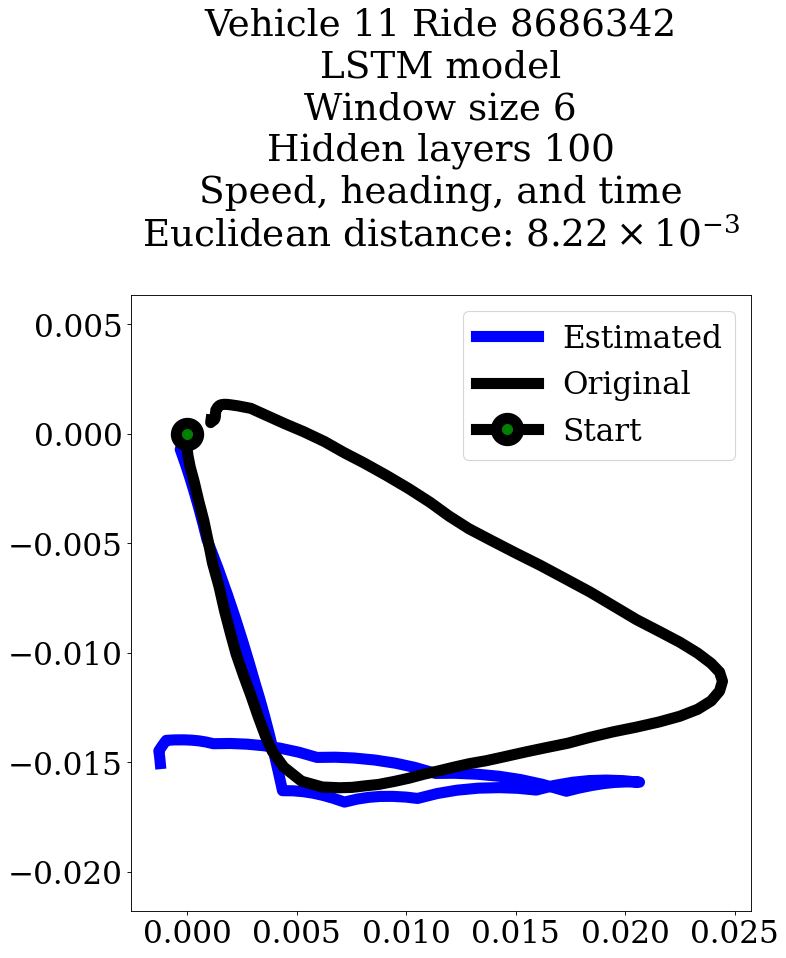 Vehicle 11 Ride 8686342
LSTM model
Window size 6
Hidden layers 100
Speed, heading, and time
Euclidean distance: 8.22 × 10⁻³
Estimated
Original
Start
0.005
0.000
−0.005
−0.010
−0.015
−0.020
0.000 0.005 0.010 0.015 0.020 0.025